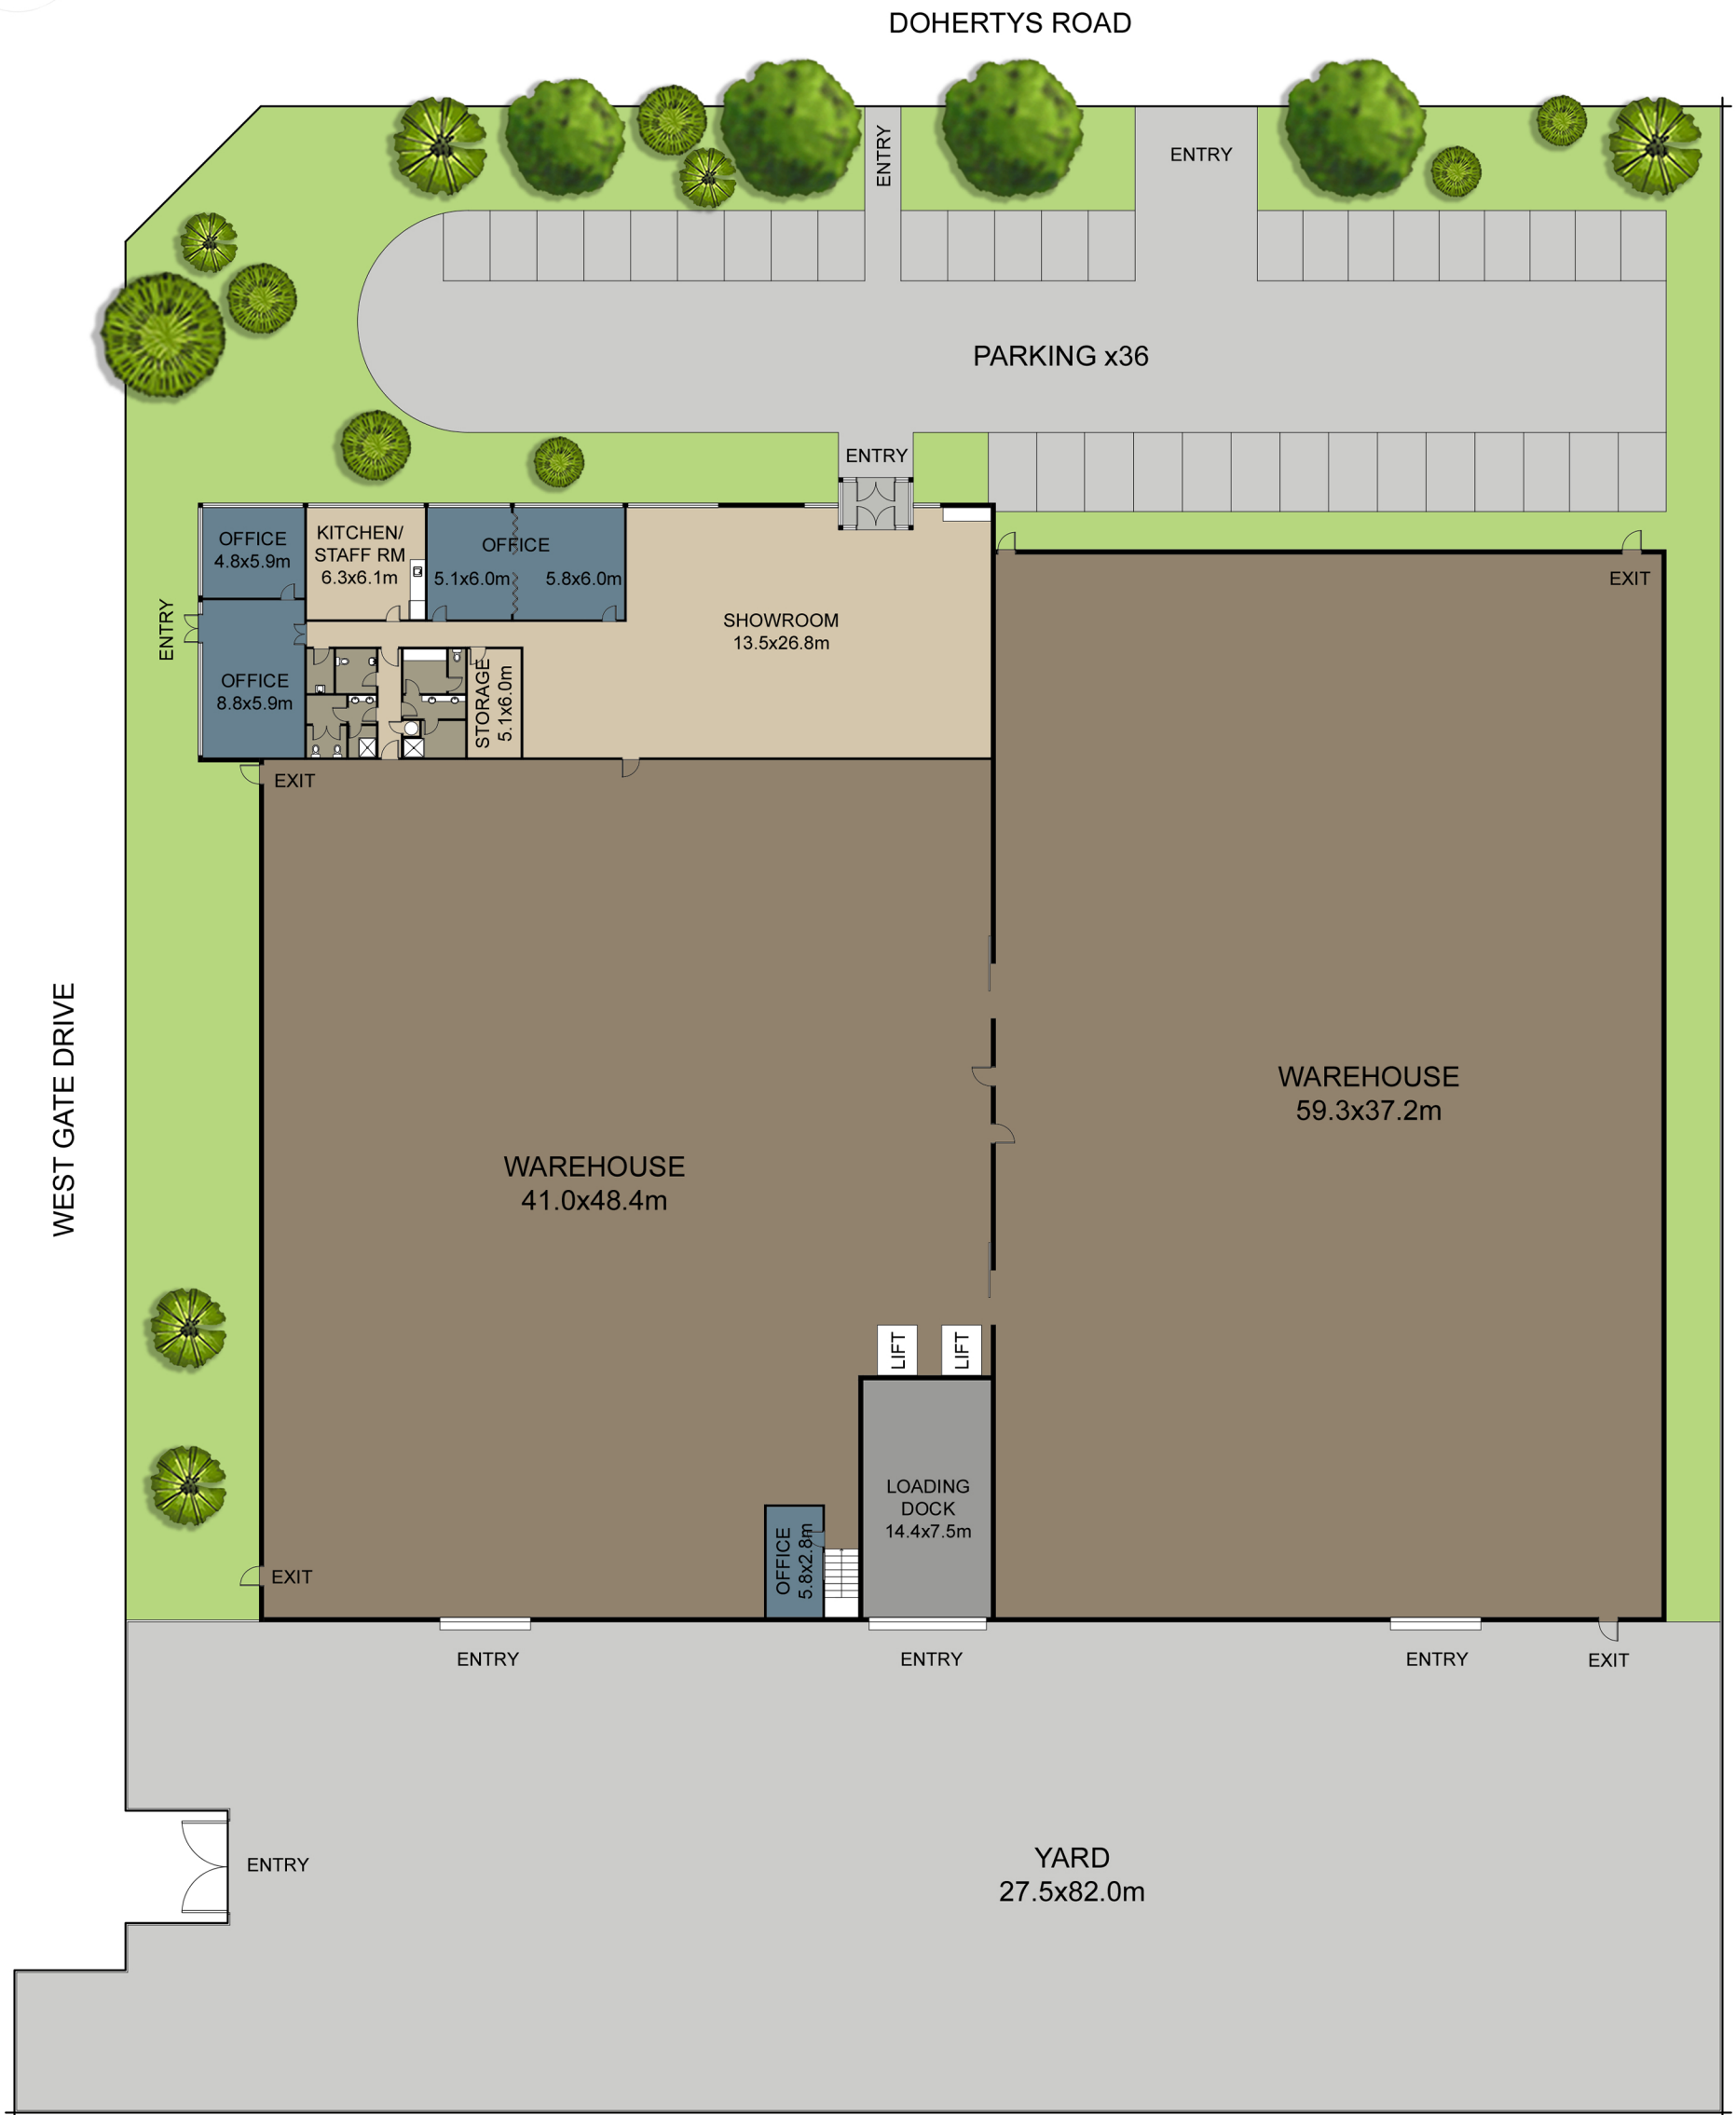 DOHERTYS ROAD
ENTRY
ENTRY
PARKING x36
ENTRY
OFFICE
4.8x5.9m
KITCHEN/
STAFF RM
6.3x6.1m
OFFICE
5.1x6.0m
5.8x6.0m
EXIT
ENTRY
SHOWROOM
13.5x26.8m
OFFICE
8.8x5.9m
STORAGE
5.1x6.0m
EXIT
WEST GATE DRIVE
WAREHOUSE
59.3x37.2m
WAREHOUSE
41.0x48.4m
LIFT
LIFT
LOADING
DOCK
14.4x7.5m
OFFICE
5.8x2.8m
EXIT
ENTRY
ENTRY
ENTRY
EXIT
ENTRY
YARD
27.5x82.0m